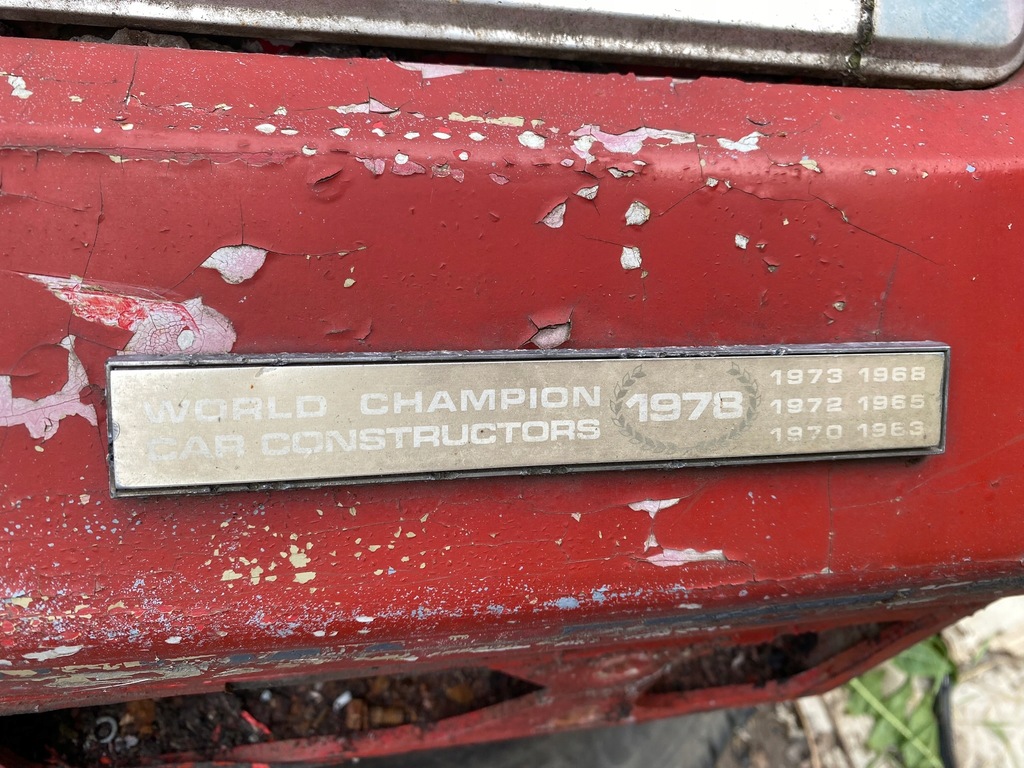 WORLD CHAMPION
CAR CONSTRUCTORS
1978
1973 1968
1972 1965
1970 1963